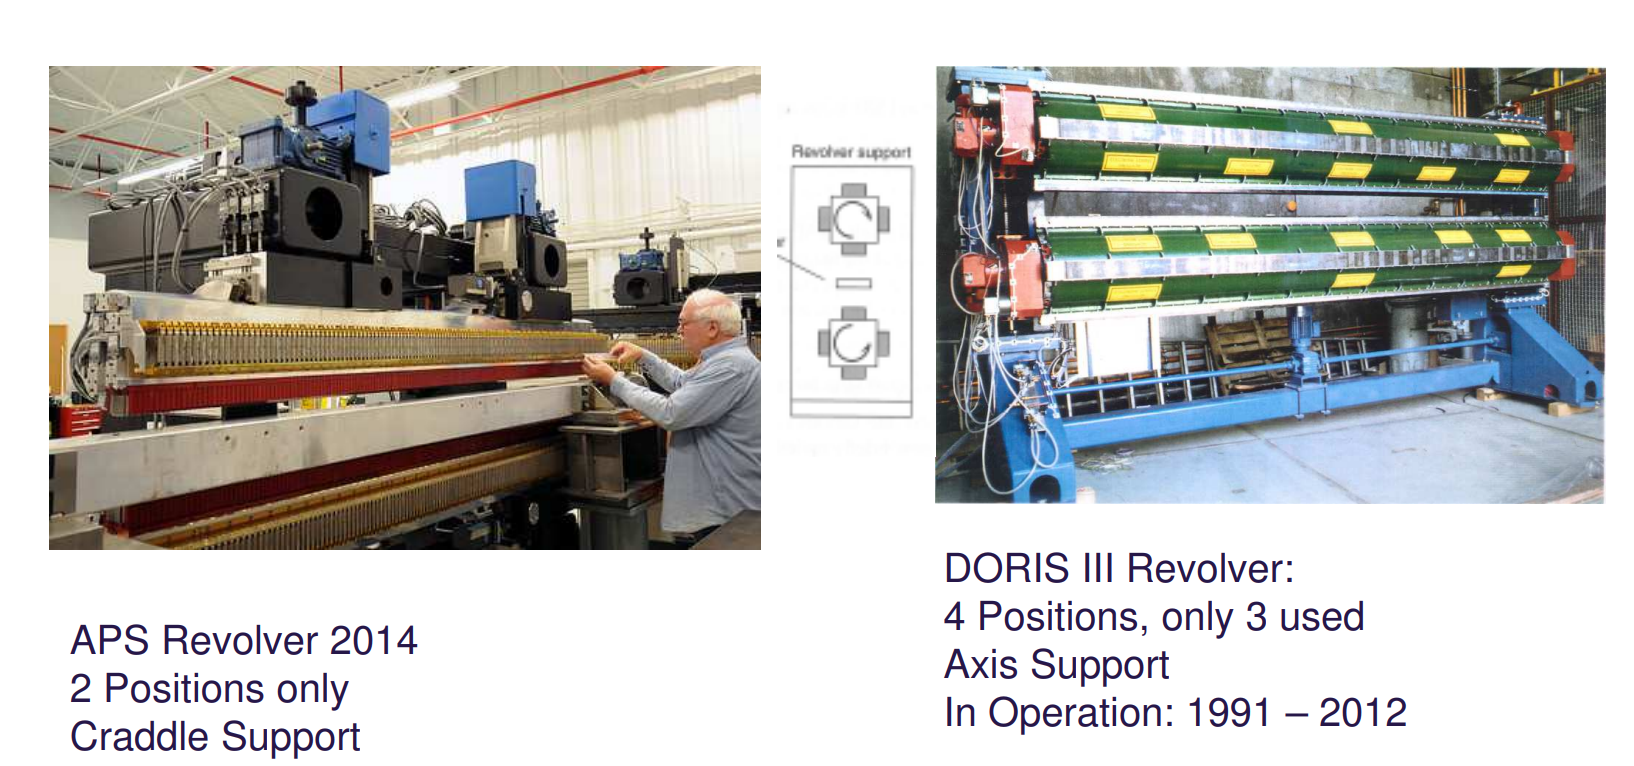 Revolver support
APS Revolver 2014
2 Positions only
Craddle Support
DORIS III Revolver:
4 Positions, only 3 used
Axis Support
In Operation: 1991 – 2012